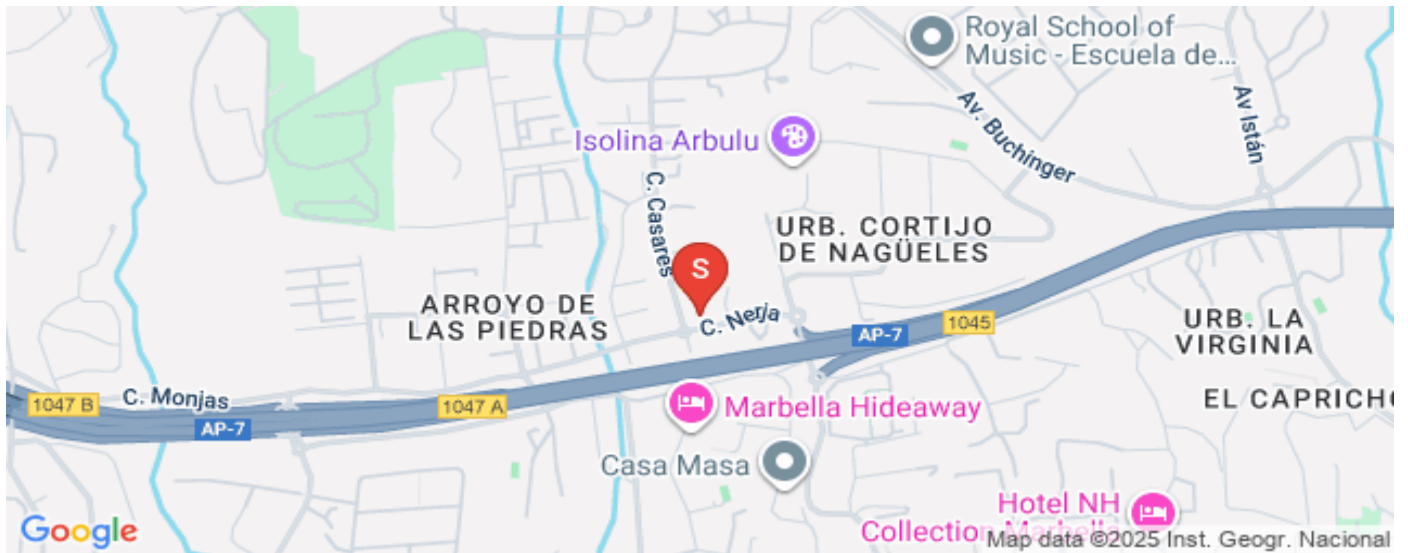 Royal School of
Music - Escuela de...
Av. Buchinger
Av Istán
Isolina Arbulu
C. Casares
URB. CORTIJO
DE NAGÜELES
S
ARROYO DE
LAS PIEDRAS
C. Nerja
AP-7
1045
URB. LA
VIRGINIA
EL CAPRICHO
1047 B
C. Monjas
1047 A
AP-7
Marbella Hideaway
Casa Masa
Hotel NH
Collection Marbella
Google
Map data ©2025 Inst. Geogr. Nacional